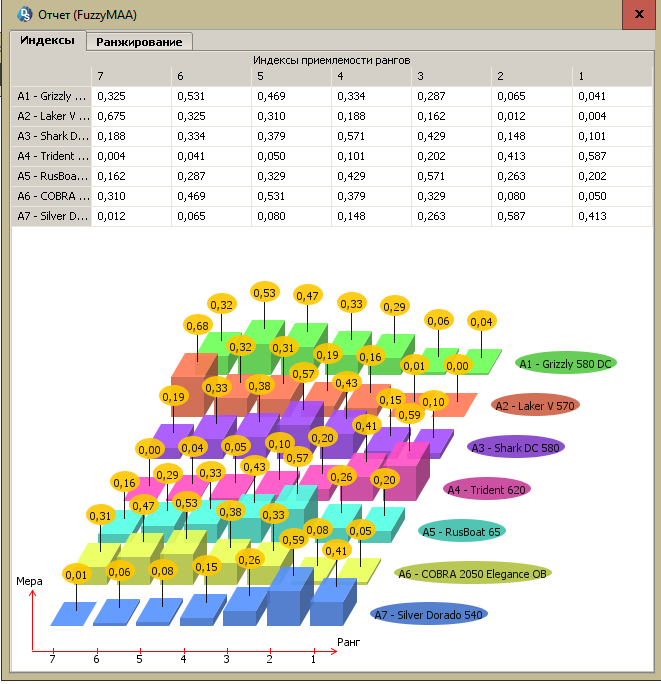 Отчет (FuzzyMAA)
x
Индексы Ранжирование
Индексы приемлемости рангов
7 6 5 4 3 2 1
A1 - Grizzly ... 0,325 0,531 0,469 0,334 0,287 0,065 0,041
A2 - Laker V ... 0,675 0,325 0,310 0,188 0,162 0,012 0,004
A3 - Shark D... 0,188 0,334 0,379 0,571 0,429 0,148 0,101
A4 - Trident ... 0,004 0,041 0,050 0,101 0,202 0,413 0,587
A5 - RusBoa... 0,162 0,287 0,329 0,429 0,571 0,263 0,202
A6 - COBRA ... 0,310 0,469 0,531 0,379 0,329 0,080 0,050
A7 - Silver D... 0,012 0,065 0,080 0,148 0,263 0,587 0,413
0,32 0,53 0,47 0,33 0,29 0,06 0,04
A1 - Grizzly 580 DC
0,68 0,32 0,31 0,19 0,16 0,01 0,00
A2 - Laker V 570
0,19 0,33 0,38 0,57 0,43 0,15 0,10
A3 - Shark DC 580
0,00 0,04 0,05 0,10 0,20 0,41 0,59
A4 - Trident 620
0,16 0,29 0,33 0,43 0,57 0,26 0,20
A5 - RusBoat 65
0,31 0,47 0,53 0,38 0,33 0,08 0,05
A6 - COBRA 2050 Elegance OB
0,01 0,06 0,08 0,15 0,26 0,59 0,41
A7 - Silver Dorado 540
Мера
Ранг
7 6 5 4 3 2 1